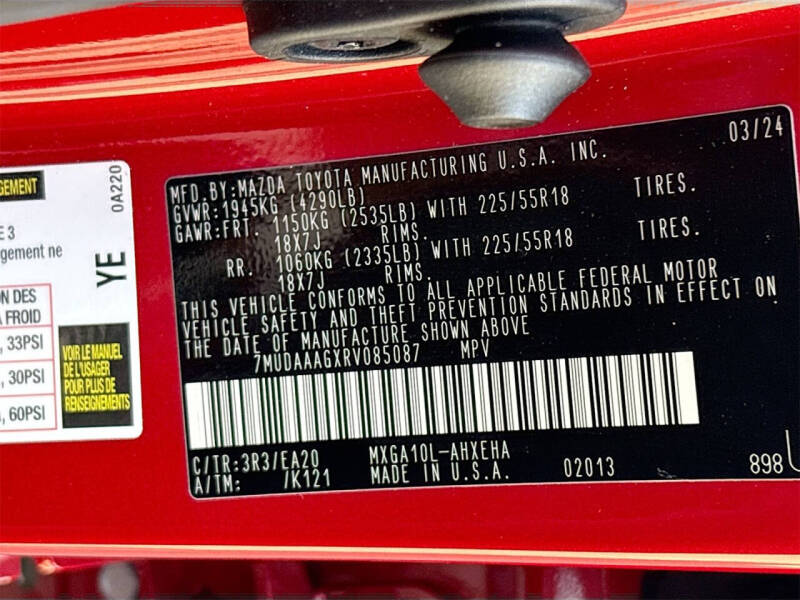 GEMENT
0A220
E 3
gement ne
YE
ON DES
A FROID
, 33PSI
, 30PSI
, 60PSI
VOIR LE MANUEL
DE L'USAGER
POUR PLUS DE
RENSEIGNEMENTS
03/24
MFD.BY:MAZDA TOYOTA MANUFACTURING U.S.A. INC.
GVWR:1945KG (4290LB)
GAWR:FRT. 1150KG (2535LB) WITH 225/55R18 TIRES.
18X7J RIMS.
RR. 1060KG (2335LB) WITH 225/55R18 TIRES.
18X7J RIMS.
THIS VEHICLE CONFORMS TO ALL APPLICABLE FEDERAL MOTOR
VEHICLE SAFETY AND THEFT PREVENTION STANDARDS IN EFFECT ON
THE DATE OF MANUFACTURE SHOWN ABOVE
7MUDAAAGXRV085087 MPV
C/TR:3R3/EA20 MXGA10L-AHXEHA
A/TM: /K121 MADE IN U.S.A. 02013 898